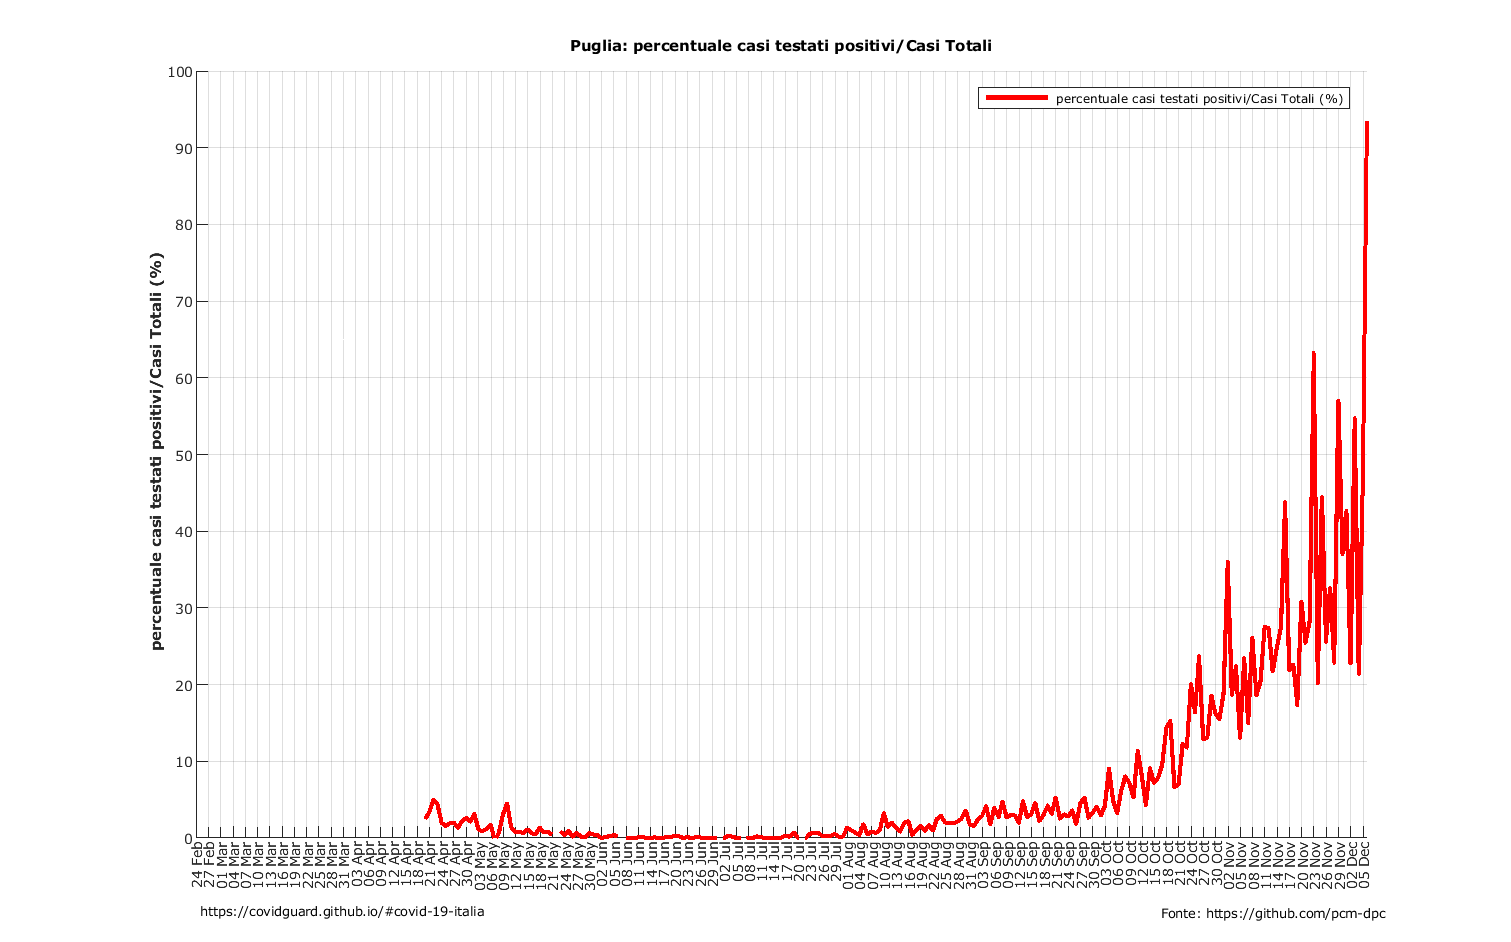 Puglia: percentuale casi testati positivi/Casi Totali
percentuale casi testati positivi/Casi Totali (%)
percentuale casi testati positivi/Casi Totali (%)
100
90
80
70
60
50
40
30
20
10
0
24 Feb
27 Feb
01 Mar
04 Mar
07 Mar
10 Mar
13 Mar
16 Mar
19 Mar
22 Mar
25 Mar
28 Mar
31 Mar
03 Apr
06 Apr
09 Apr
12 Apr
15 Apr
18 Apr
21 Apr
24 Apr
27 Apr
30 Apr
03 May
06 May
09 May
12 May
15 May
18 May
21 May
24 May
27 May
30 May
02 Jun
05 Jun
08 Jun
11 Jun
14 Jun
17 Jun
20 Jun
23 Jun
26 Jun
29 Jun
02 Jul
05 Jul
08 Jul
11 Jul
14 Jul
17 Jul
20 Jul
23 Jul
26 Jul
29 Jul
01 Aug
04 Aug
07 Aug
10 Aug
13 Aug
16 Aug
19 Aug
22 Aug
25 Aug
28 Aug
31 Aug
03 Sep
06 Sep
09 Sep
12 Sep
15 Sep
18 Sep
21 Sep
24 Sep
27 Sep
30 Sep
03 Oct
06 Oct
09 Oct
12 Oct
15 Oct
18 Oct
21 Oct
24 Oct
27 Oct
30 Oct
02 Nov
05 Nov
08 Nov
11 Nov
14 Nov
17 Nov
20 Nov
23 Nov
26 Nov
29 Nov
02 Dec
05 Dec
https://covidguard.github.io/#covid-19-italia
Fonte: https://github.com/pcm-dpc